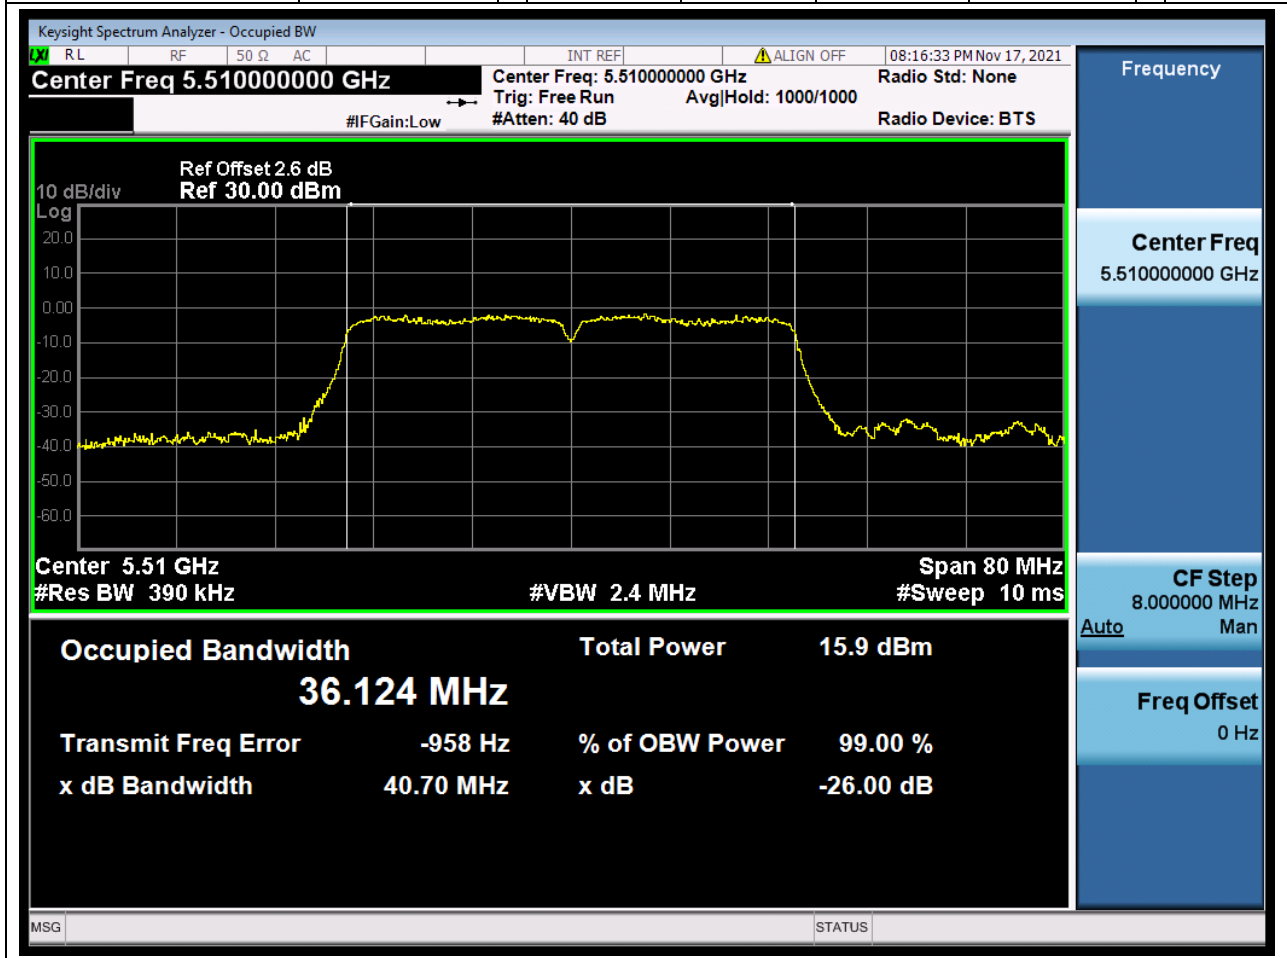 Keysight Spectrum Analyzer - Occupied BW
LXI RL RF 50 Ω AC INT REF ALIGN OFF 08:16:33 PM Nov 17, 2021
Center Freq 5.510000000 GHz
Center Freq: 5.510000000 GHz
Radio Std: None
Trig: Free Run Avg|Hold: 1000/1000
#IFGain:Low
#Atten: 40 dB
Radio Device: BTS
Ref Offset 2.6 dB
10 dB/div Ref 30.00 dBm
Log
20.0
10.0
0.00
-10.0
-20.0
-30.0
-40.0
-50.0
-60.0
Center 5.51 GHz Span 80 MHz
#Res BW 390 kHz #VBW 2.4 MHz #Sweep 10 ms
Occupied Bandwidth Total Power 15.9 dBm
36.124 MHz
Transmit Freq Error -958 Hz % of OBW Power 99.00 %
x dB Bandwidth 40.70 MHz x dB -26.00 dB
MSG STATUS
Frequency
Center Freq
5.510000000 GHz
CF Step
8.000000 MHz
Auto Man
Freq Offset
0 Hz